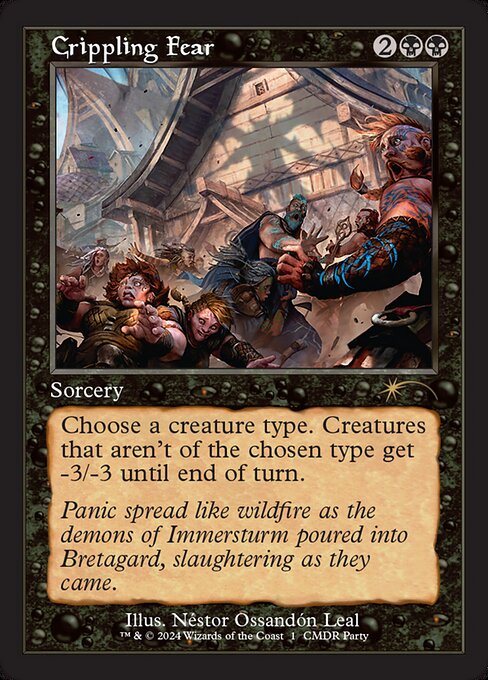 Crippling Fear 2
Sorcery
Choose a creature type. Creatures
that aren't of the chosen type get
-3/-3 until end of turn.
Panic spread like wildfire as the
demons of Immersturm poured into
Bretagard, slaughtering as they
came.
Illus. Néstor Ossandón Leal
™ & © 2024 Wizards of the Coast 1 CMDR Party